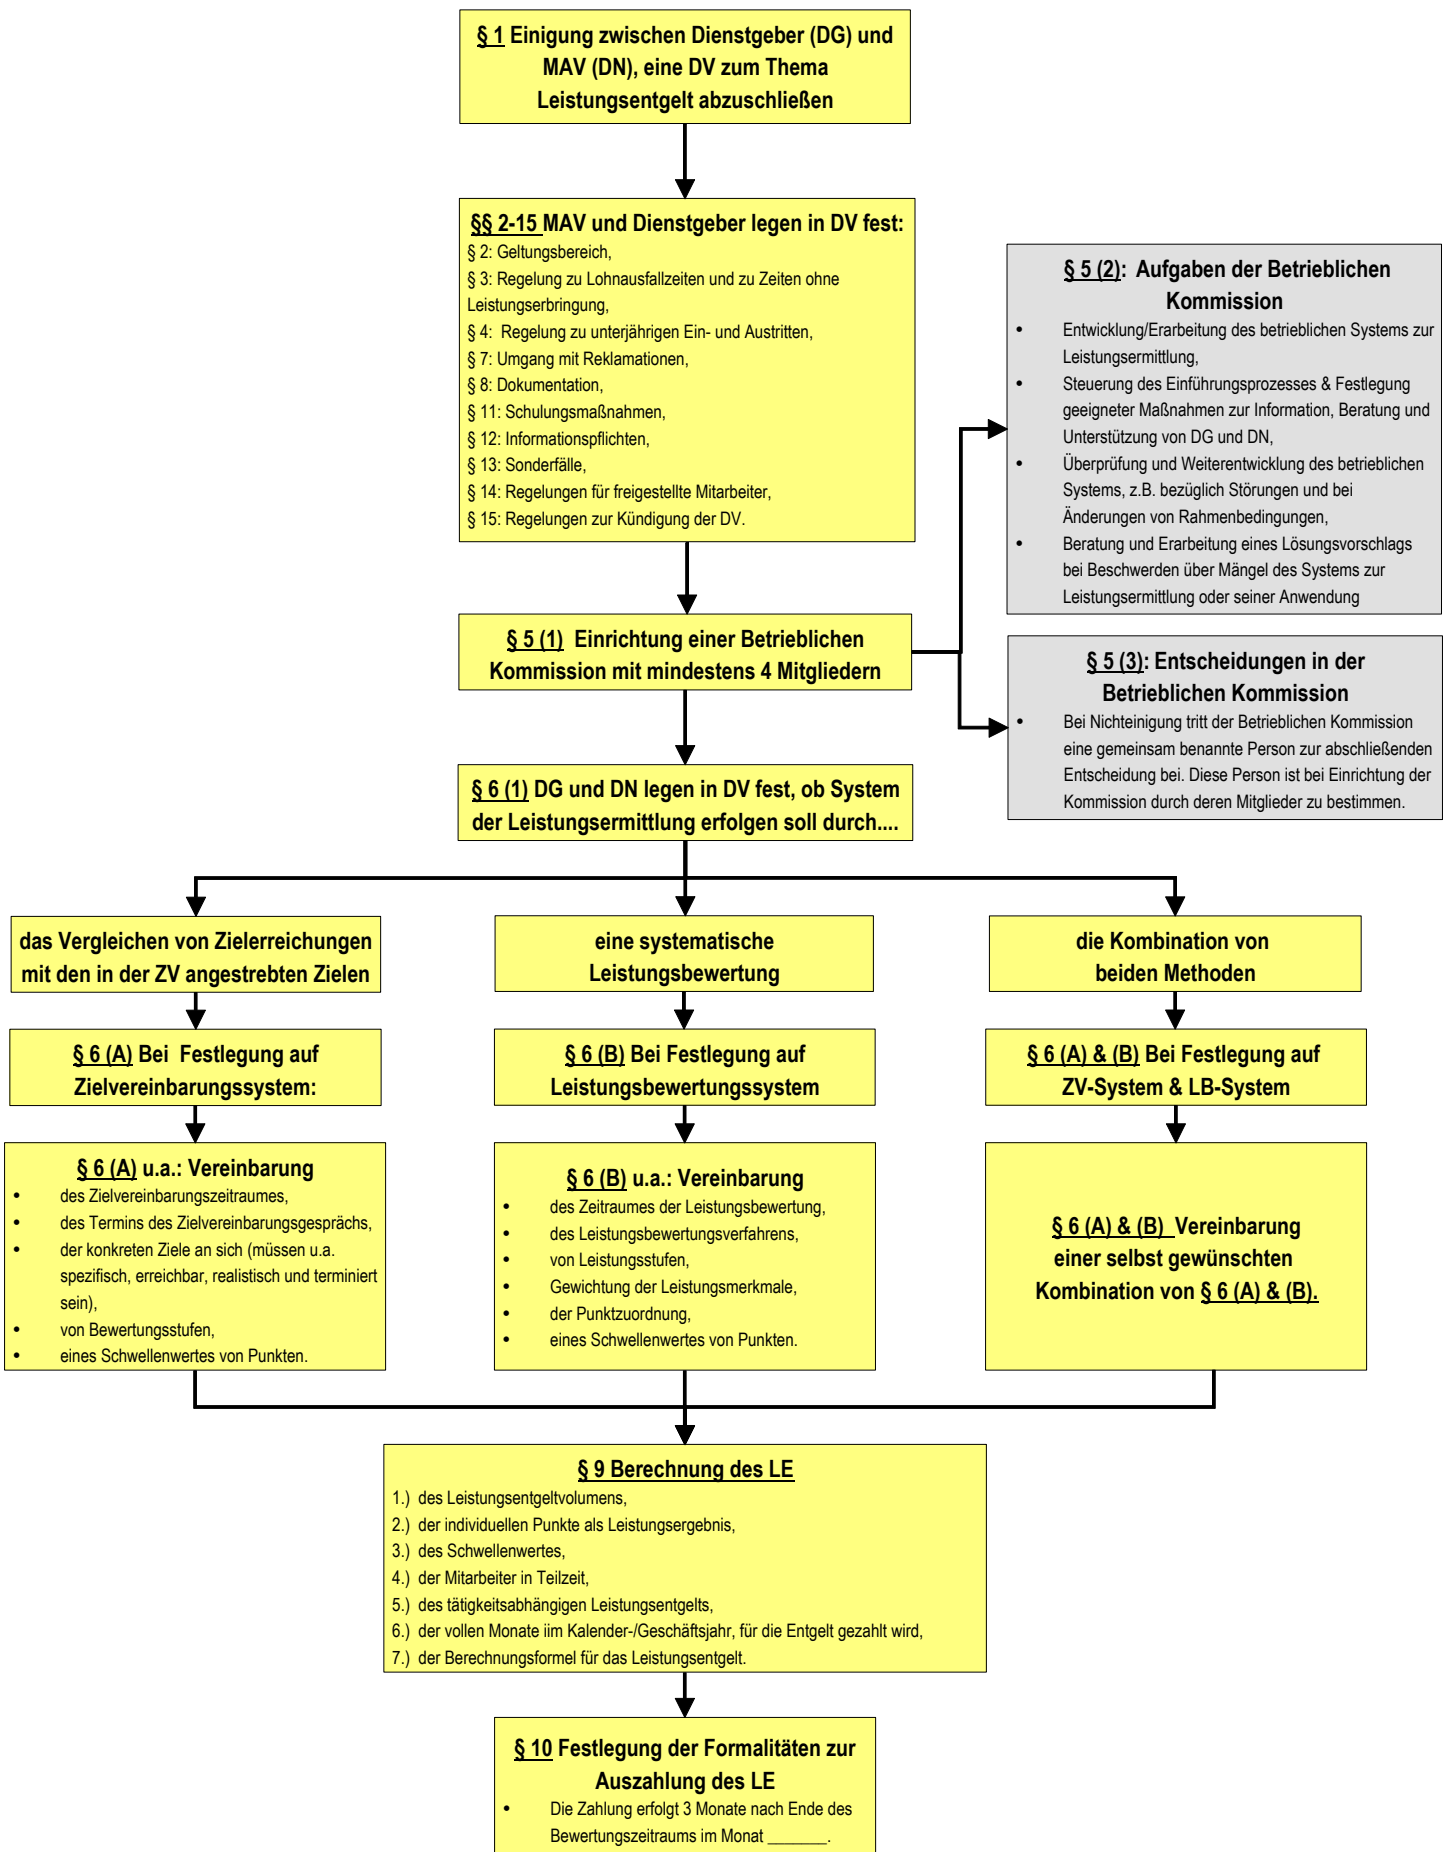 § 1 Einigung zwischen Dienstgeber (DG) und
MAV (DN), eine DV zum Thema
Leistungsentgelt abzuschließen
§§ 2-15 MAV und Dienstgeber legen in DV fest:
§ 2: Geltungsbereich,
§ 3: Regelung zu Lohnausfallzeiten und zu Zeiten ohne
Leistungserbringung,
§ 4:  Regelung zu unterjährigen Ein- und Austritten,
§ 7: Umgang mit Reklamationen,
§ 8: Dokumentation,
§ 11: Schulungsmaßnahmen,
§ 12: Informationspflichten,
§ 13: Sonderfälle,
§ 14: Regelungen für freigestellte Mitarbeiter,
§ 15: Regelungen zur Kündigung der DV.
§ 5 (2):  Aufgaben der Betrieblichen
Kommission
• Entwicklung/Erarbeitung des betrieblichen Systems zur
Leistungsermittlung,
• Steuerung des Einführungsprozesses & Festlegung
geeigneter Maßnahmen zur Information, Beratung und
Unterstützung von DG und DN,
• Überprüfung und Weiterentwicklung des betrieblichen
Systems, z.B. bezüglich Störungen und bei
Änderungen von Rahmenbedingungen,
• Beratung und Erarbeitung eines Lösungsvorschlags
bei Beschwerden über Mängel des Systems zur
Leistungsermittlung oder seiner Anwendung
§ 5 (1)  Einrichtung einer Betrieblichen
Kommission mit mindestens 4 Mitgliedern
§ 5 (3): Entscheidungen in der
Betrieblichen Kommission
• Bei Nichteinigung tritt der Betrieblichen Kommission
eine gemeinsam benannte Person zur abschließenden
Entscheidung bei. Diese Person ist bei Einrichtung der
Kommission durch deren Mitglieder zu bestimmen.
§ 6 (1) DG und DN legen in DV fest, ob System
der Leistungsermittlung erfolgen soll durch....
das Vergleichen von Zielerreichungen
mit den in der ZV angestrebten Zielen
eine systematische
Leistungsbewertung
die Kombination von
beiden Methoden
§ 6 (A) Bei  Festlegung auf
Zielvereinbarungssystem:
§ 6 (B) Bei Festlegung auf
Leistungsbewertungssystem
§ 6 (A) & (B) Bei Festlegung auf
ZV-System & LB-System
§ 6 (A) u.a.: Vereinbarung
• des Zielvereinbarungszeitraumes,
• des Termins des Zielvereinbarungsgesprächs,
• der konkreten Ziele an sich (müssen u.a.
spezifisch, erreichbar, realistisch und terminiert
sein),
• von Bewertungsstufen,
• eines Schwellenwertes von Punkten.
§ 6 (B) u.a.: Vereinbarung
• des Zeitraumes der Leistungsbewertung,
• des Leistungsbewertungsverfahrens,
• von Leistungsstufen,
• Gewichtung der Leistungsmerkmale,
• der Punktzuordnung,
• eines Schwellenwertes von Punkten.
§ 6 (A) & (B)  Vereinbarung
einer selbst gewünschten
Kombination von § 6 (A) & (B).
§ 9 Berechnung des LE
1.) des Leistungsentgeltvolumens,
2.) der individuellen Punkte als Leistungsergebnis,
3.) des Schwellenwertes,
4.) der Mitarbeiter in Teilzeit,
5.) des tätigkeitsabhängigen Leistungsentgelts,
6.) der vollen Monate iim Kalender-/Geschäftsjahr, für die Entgelt gezahlt wird,
7.) der Berechnungsformel für das Leistungsentgelt.
§ 10 Festlegung der Formalitäten zur
Auszahlung des LE
• Die Zahlung erfolgt 3 Monate nach Ende des
Bewertungszeitraums im Monat _______.